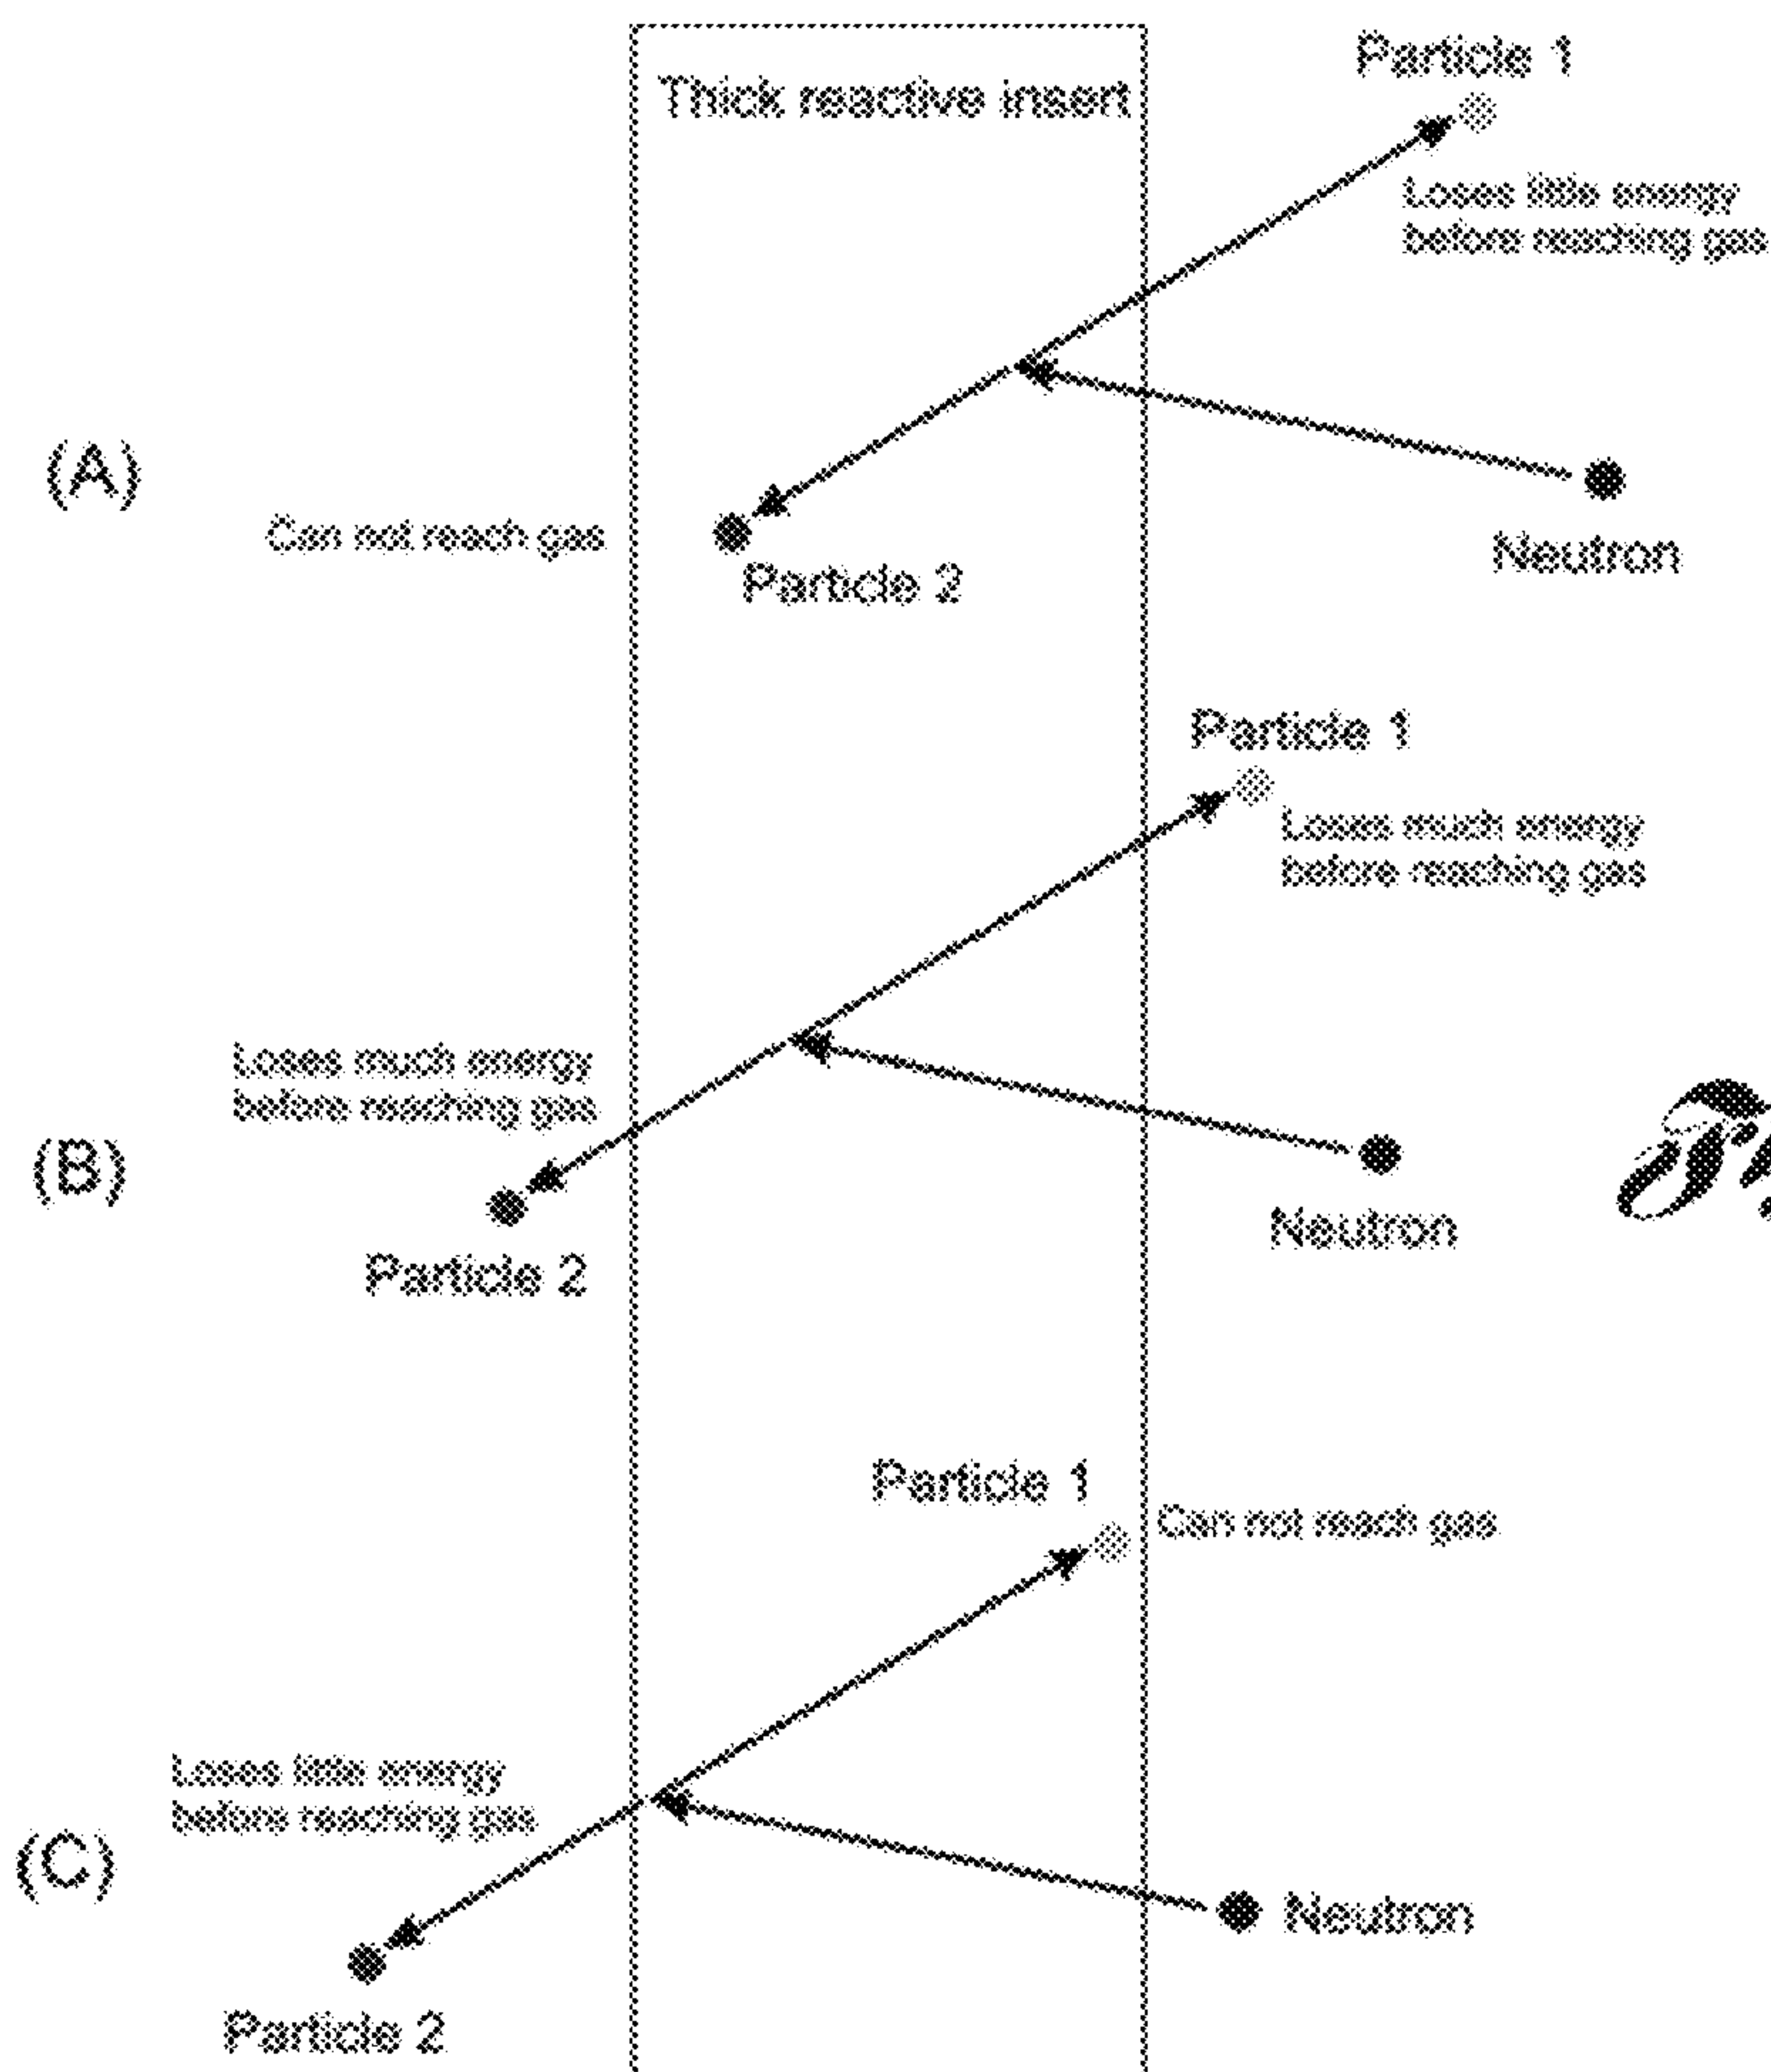 Thick reactive insert
Particle 1
Loses little energy
before reaching gas
(A)
Can not reach gas
Particle 2
Neutron
Particle 1
Loses much energy
before reaching gas
Loses much energy
before reaching gas
(B)
Particle 2
Neutron
Particle 1
Can not reach gas
Loses little energy
before reaching gas
(C)
Neutron
Particle 2